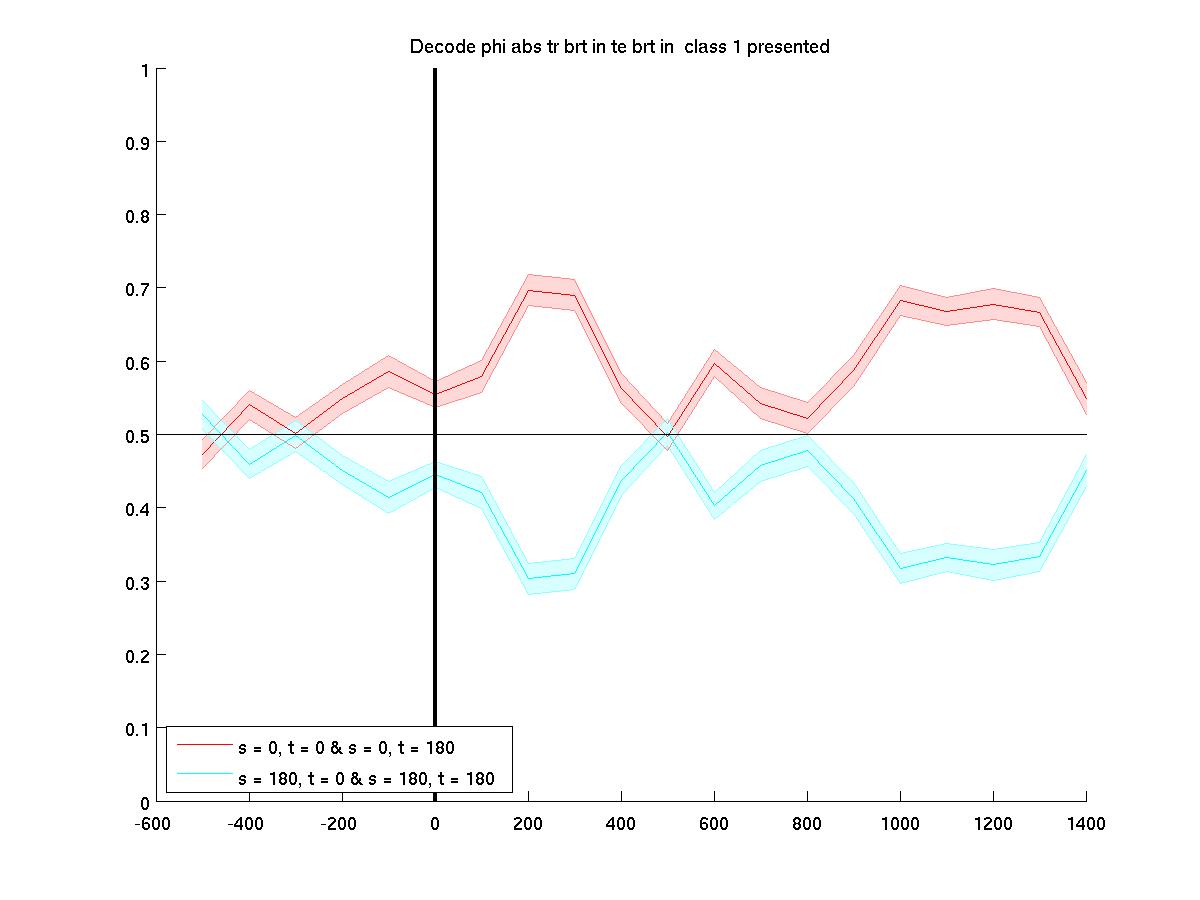 Decode phi abs tr brt in te brt in  class 1 presented
1
0.9
0.8
0.7
0.6
0.5
0.4
0.3
0.2
0.1
0
s = 0, t = 0 & s = 0, t = 180
s = 180, t = 0 & s = 180, t = 180
-600 -400 -200 0 200 400 600 800 1000 1200 1400